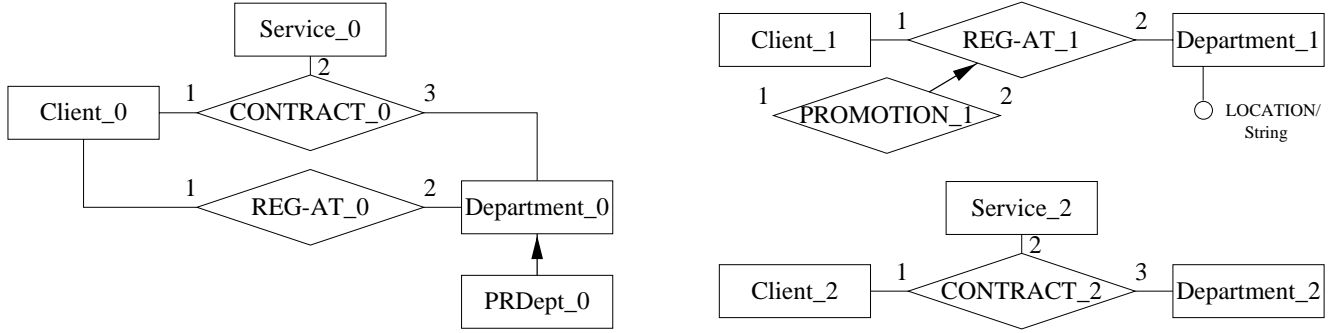 Service_0
2
Client_0
1
CONTRACT_0
3
1
REG-AT_0
2
Department_0
PRDept_0
Client_1
1
REG-AT_1
2
Department_1
1
PROMOTION_1
2
LOCATION/
String
Service_2
2
Client_2
1
CONTRACT_2
3
Department_2